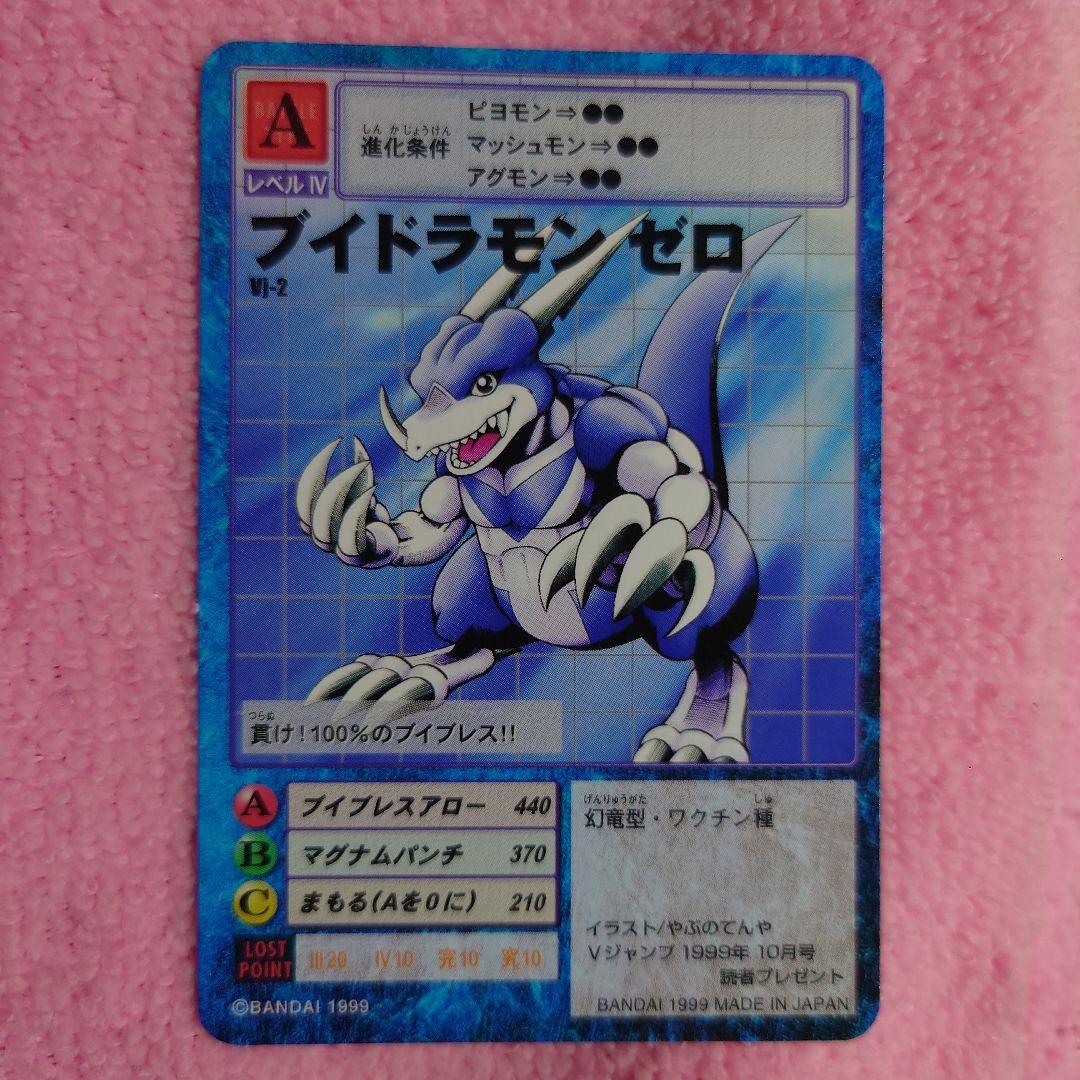 BATTLE
A
レベルⅣ
しん か じょうけん
進化条件
ピヨモン⇒●●
マッシュモン⇒●●
アグモン⇒●●
ブイドラモン ゼロ
Vj-2
つらぬ
貫け!100%のブイブレス!!
A ブイブレスアロー 440
B マグナムパンチ 370
C まもる(Aを0に) 210
LOST POINT Ⅲ20 Ⅳ10 完10 究10
©BANDAI 1999
げんりゅうがた しゅ
幻竜型・ワクチン種
イラスト/やぶのてんや
Vジャンプ 1999年 10月号
読者プレゼント
BANDAI 1999 MADE IN JAPAN